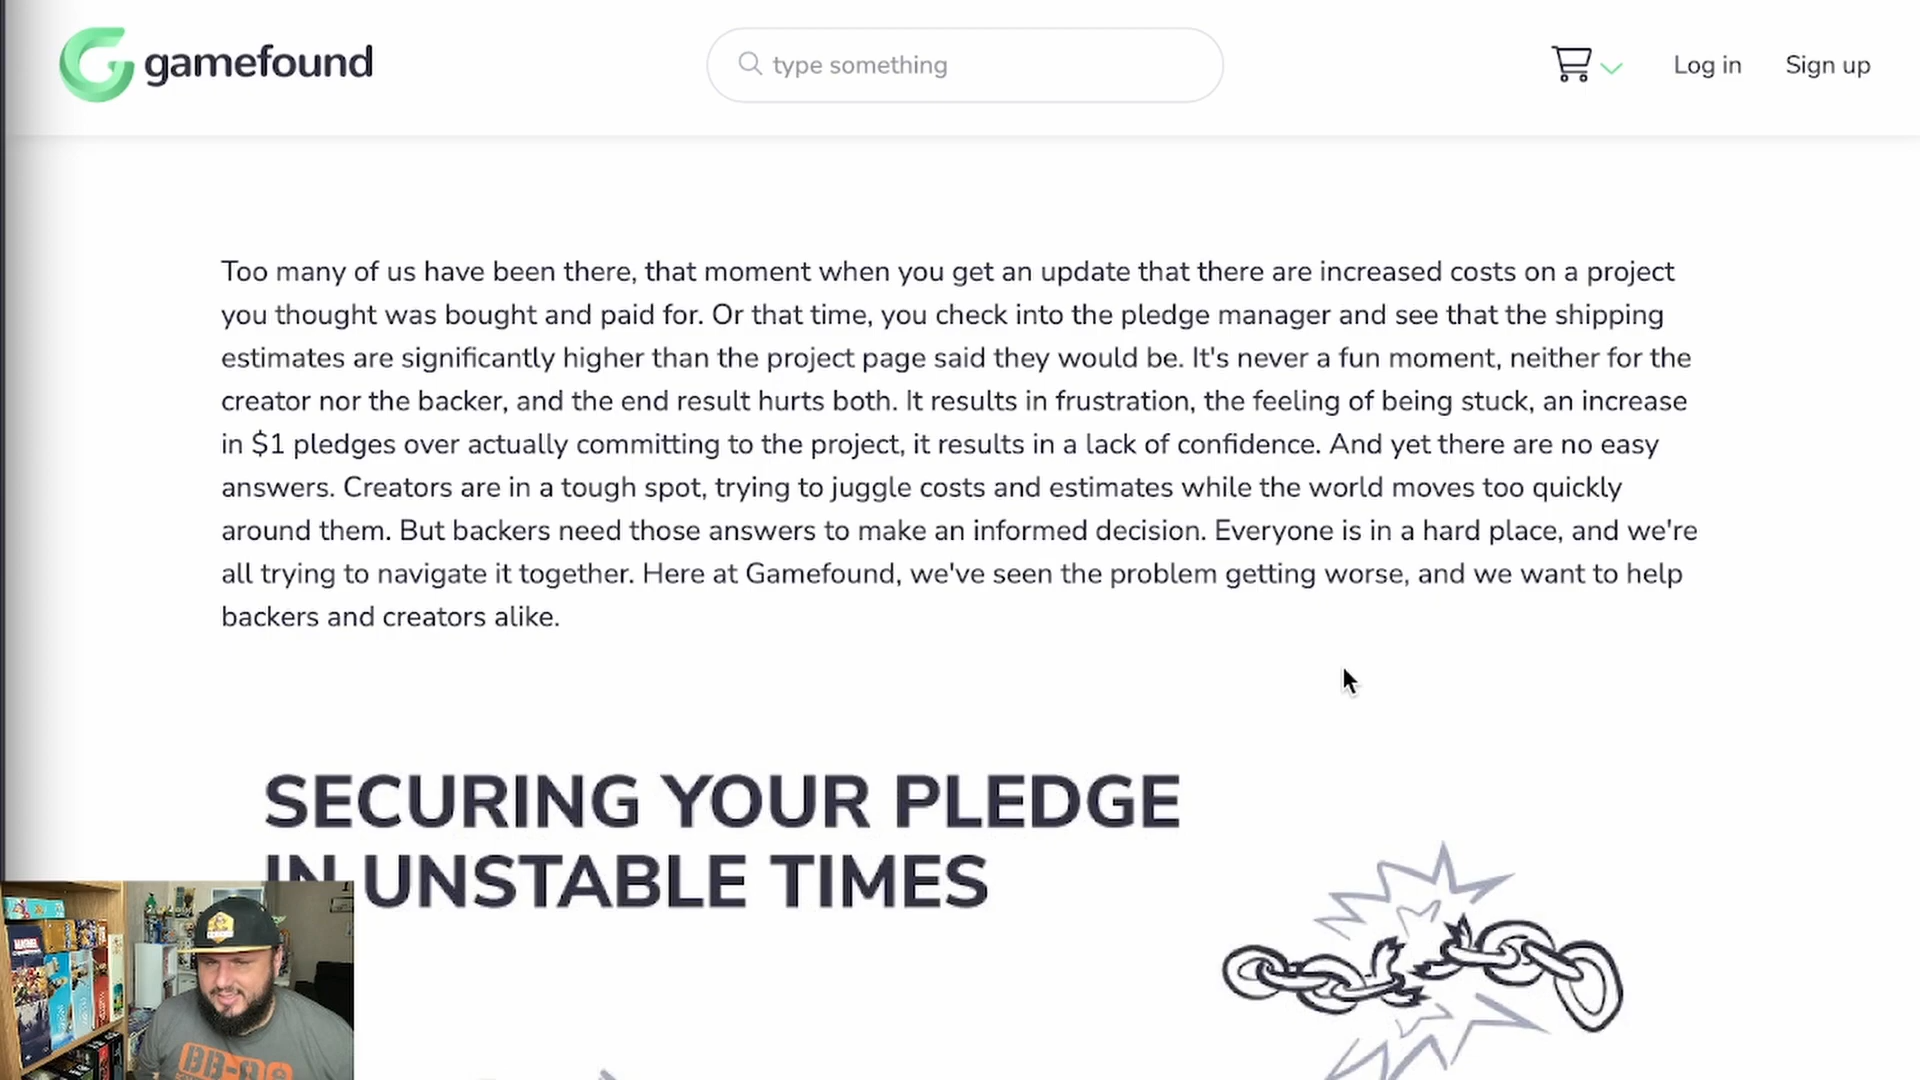 gamefound
type something
Log in
Sign up
Too many of us have been there, that moment when you get an update that there are increased costs on a project
you thought was bought and paid for. Or that time, you check into the pledge manager and see that the shipping
estimates are significantly higher than the project page said they would be. It's never a fun moment, neither for the
creator nor the backer, and the end result hurts both. It results in frustration, the feeling of being stuck, an increase
in $1 pledges over actually committing to the project, it results in a lack of confidence. And yet there are no easy
answers. Creators are in a tough spot, trying to juggle costs and estimates while the world moves too quickly
around them. But backers need those answers to make an informed decision. Everyone is in a hard place, and we're
all trying to navigate it together. Here at Gamefound, we've seen the problem getting worse, and we want to help
backers and creators alike.
SECURING YOUR PLEDGE
IN UNSTABLE TIMES
MARVEL